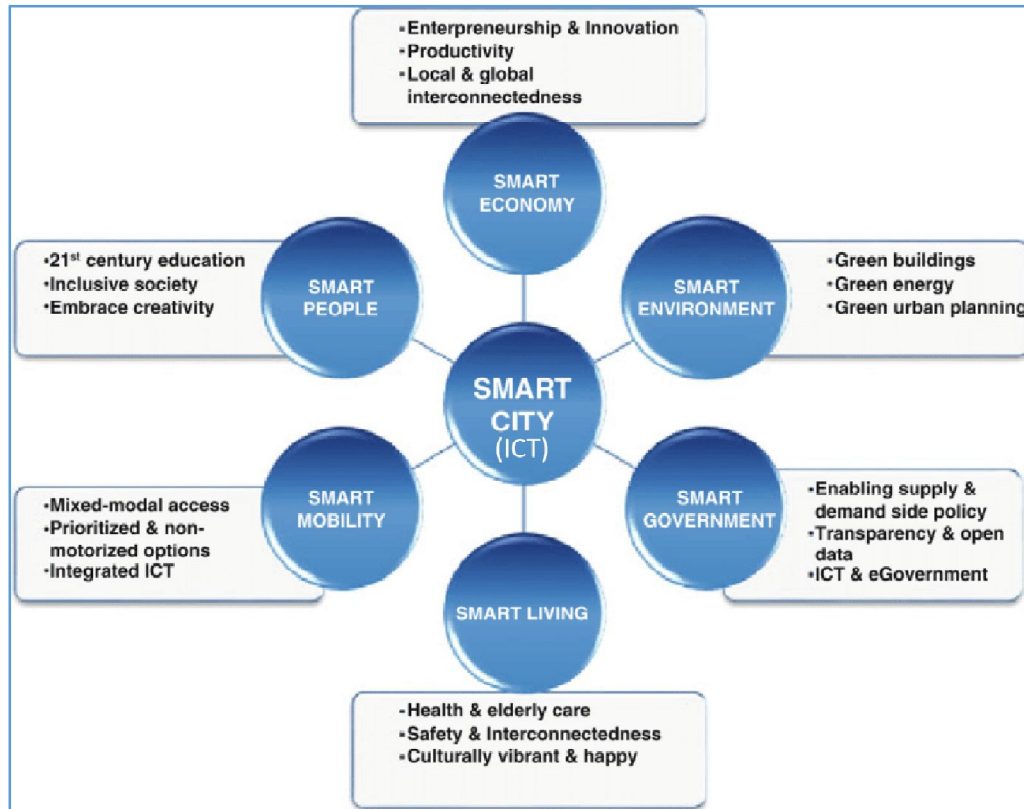 ▪Enterpreneurship & Innovation
▪Productivity
▪Local & global
interconnectedness
SMART
ECONOMY
•21st century education
•Inclusive society
•Embrace creativity
SMART
PEOPLE
SMART
ENVIRONMENT
▪Green buildings
▪Green energy
▪Green urban planning
SMART
CITY
(ICT)
•Mixed-modal access
•Prioritized & non-
motorized options
•Integrated ICT
SMART
MOBILITY
SMART
GOVERNMENT
•Enabling supply &
demand side policy
•Transparency & open
data
•ICT & eGovernment
SMART LIVING
▪Health & elderly care
▪Safety & Interconnectedness
▪Culturally vibrant & happy